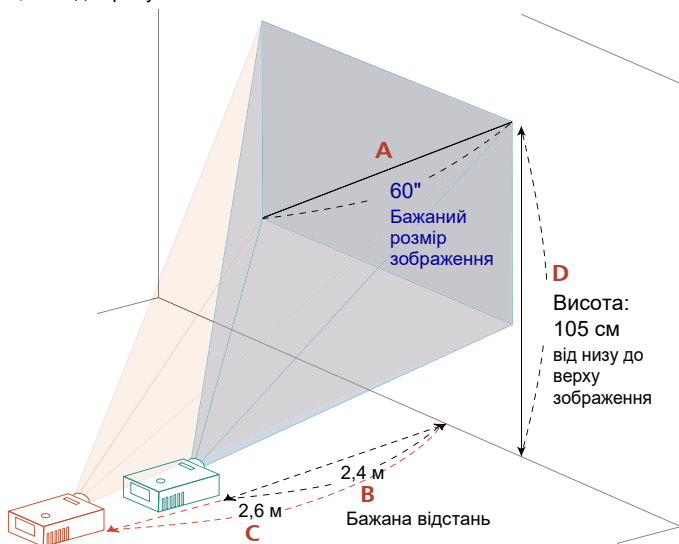 A
60"
Бажаний
розмір
зображення
D
Висота:
105 см
від низу до
верху
зображення
2,4 м
B
2,6 м
C
Бажана відстань